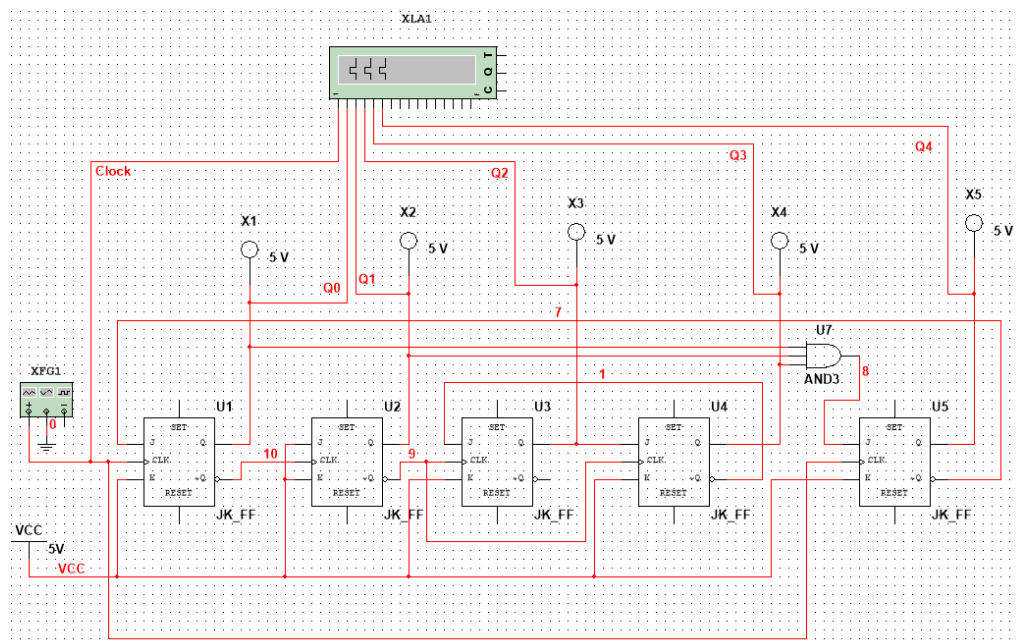 XLA1
T
Q
C
Clock
Q2
Q3
Q4
X1
5 V
X2
5 V
X3
5 V
X4
5 V
X5
5 V
Q0
Q1
7
U7
AND3
8
XFG1
0
1
U1
SET
J
Q
CLK
K
~Q
RESET
JK_FF
10
U2
SET
J
Q
CLK
K
~Q
RESET
JK_FF
9
U3
SET
J
Q
CLK
K
~Q
RESET
JK_FF
U4
SET
J
Q
CLK
K
~Q
RESET
JK_FF
U5
SET
J
Q
CLK
K
~Q
RESET
JK_FF
VCC
5V
VCC